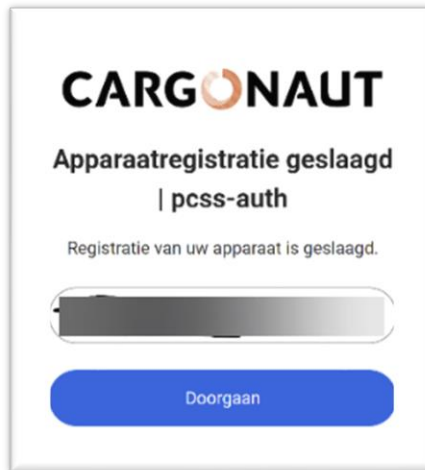 CARGONAUT
Apparaatregistratie geslaagd
| pcss-auth
Registratie van uw apparaat is geslaagd.
Doorgaan